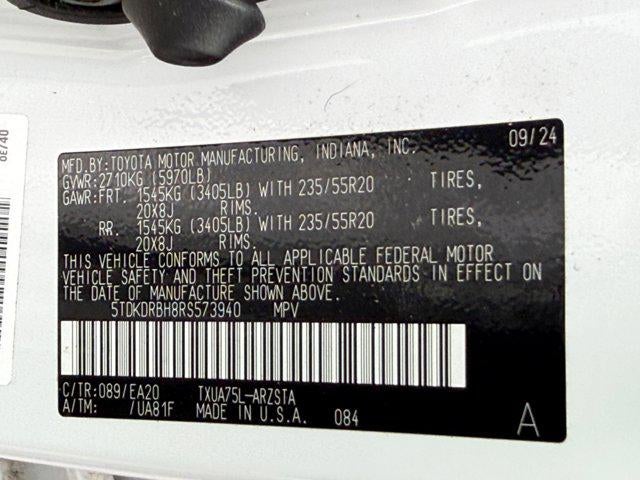 09/24
MFD.BY:TOYOTA MOTOR MANUFACTURING, INDIANA, INC.
GVWR:2710KG (5970LB)
GAWR:FRT. 1545KG (3405LB) WITH 235/55R20 TIRES,
20X8J RIMS.
RR. 1545KG (3405LB) WITH 235/55R20 TIRES,
20X8J RIMS.
THIS VEHICLE CONFORMS TO ALL APPLICABLE FEDERAL MOTOR
VEHICLE SAFETY AND THEFT PREVENTION STANDARDS IN EFFECT ON
THE DATE OF MANUFACTURE SHOWN ABOVE.
5TDKDRBH8RS573940 MPV
C/TR:089/EA20 TXUA75L-ARZSTA
A/TM: /UA81F MADE IN U.S.A. 084 A